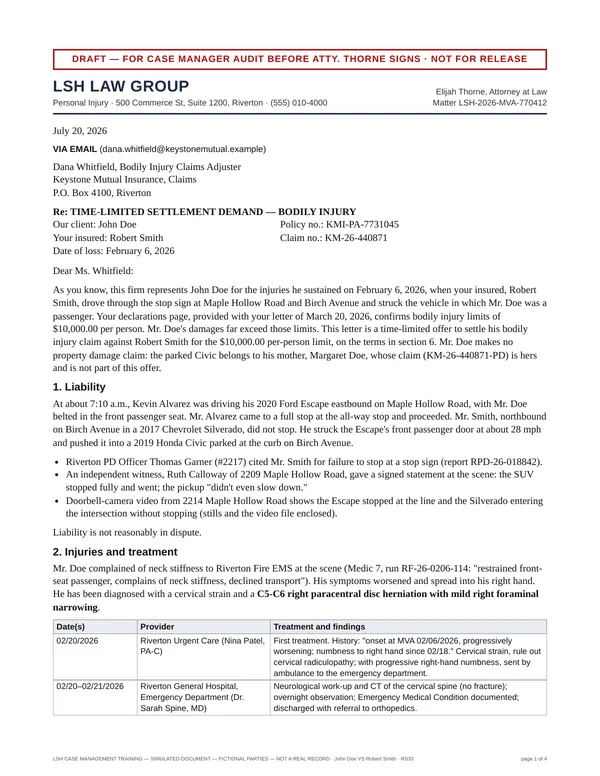 DRAFT — FOR CASE MANAGER AUDIT BEFORE ATTY. THORNE SIGNS · NOT FOR RELEASE
LSH LAW GROUP
Personal Injury · 500 Commerce St, Suite 1200, Riverton · (555) 010-4000
Elijah Thorne, Attorney at Law
Matter LSH-2026-MVA-770412
July 20, 2026
VIA EMAIL (dana.whitfield@keystonemutual.example)
Dana Whitfield, Bodily Injury Claims Adjuster
Keystone Mutual Insurance, Claims
P.O. Box 4100, Riverton
Re: TIME-LIMITED SETTLEMENT DEMAND — BODILY INJURY
Our client: John Doe
Policy no.: KMI-PA-7731045
Your insured: Robert Smith
Claim no.: KM-26-440871
Date of loss: February 6, 2026
Dear Ms. Whitfield:
As you know, this firm represents John Doe for the injuries he sustained on February 6, 2026, when your insured, Robert
Smith, drove through the stop sign at Maple Hollow Road and Birch Avenue and struck the vehicle in which Mr. Doe was a
passenger. Your declarations page, provided with your letter of March 20, 2026, confirms bodily injury limits of
$10,000.00 per person. Mr. Doe's damages far exceed those limits. This letter is a time-limited offer to settle his bodily
injury claim against Robert Smith for the $10,000.00 per-person limit, on the terms in section 6. Mr. Doe makes no
property damage claim: the parked Civic belongs to his mother, Margaret Doe, whose claim (KM-26-440871-PD) is hers
and is not part of this offer.
1. Liability
At about 7:10 a.m., Kevin Alvarez was driving his 2020 Ford Escape eastbound on Maple Hollow Road, with Mr. Doe
belted in the front passenger seat. Mr. Alvarez came to a full stop at the all-way stop and proceeded. Mr. Smith, northbound
on Birch Avenue in a 2017 Chevrolet Silverado, did not stop. He struck the Escape's front passenger door at about 28 mph
and pushed it into a 2019 Honda Civic parked at the curb on Birch Avenue.
• Riverton PD Officer Thomas Garner (#2217) cited Mr. Smith for failure to stop at a stop sign (report RPD-26-018842).
• An independent witness, Ruth Calloway of 2209 Maple Hollow Road, gave a signed statement at the scene: the SUV
stopped fully and went; the pickup "didn't even slow down."
• Doorbell-camera video from 2214 Maple Hollow Road shows the Escape stopped at the line and the Silverado entering
the intersection without stopping (stills and the video file enclosed).
Liability is not reasonably in dispute.
2. Injuries and treatment
Mr. Doe complained of neck stiffness to Riverton Fire EMS at the scene (Medic 7, run RF-26-0206-114: "restrained front-
seat passenger, complains of neck stiffness, declined transport"). His symptoms worsened and spread into his right hand.
He has been diagnosed with a cervical strain and a C5-C6 right paracentral disc herniation with mild right foraminal
narrowing.
Date(s)
Provider
Treatment and findings
02/20/2026
Riverton Urgent Care (Nina Patel,
PA-C)
First treatment. History: "onset at MVA 02/06/2026, progressively
worsening; numbness to right hand since 02/18." Cervical strain, rule out
cervical radiculopathy; with progressive right-hand numbness, sent by
ambulance to the emergency department.
02/20–02/21/2026
Riverton General Hospital,
Emergency Department (Dr.
Sarah Spine, MD)
Neurological work-up and CT of the cervical spine (no fracture);
overnight observation; Emergency Medical Condition documented;
discharged with referral to orthopedics.
LSH CASE MANAGEMENT TRAINING — SIMULATED DOCUMENT — FICTIONAL PARTIES — NOT A REAL RECORD · John Doe VS Robert Smith · RS33
page 1 of 4